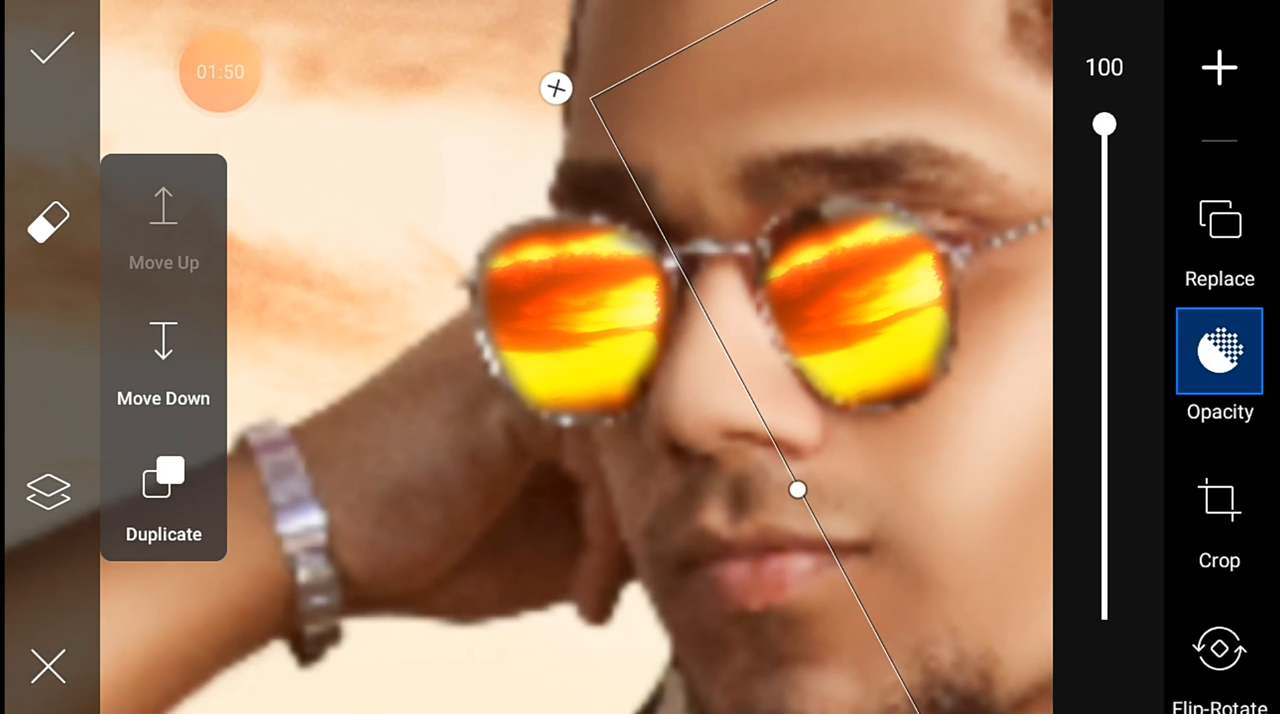 01:50
Move Up
Move Down
Duplicate
100
Replace
Opacity
Crop
Flip-Rotate